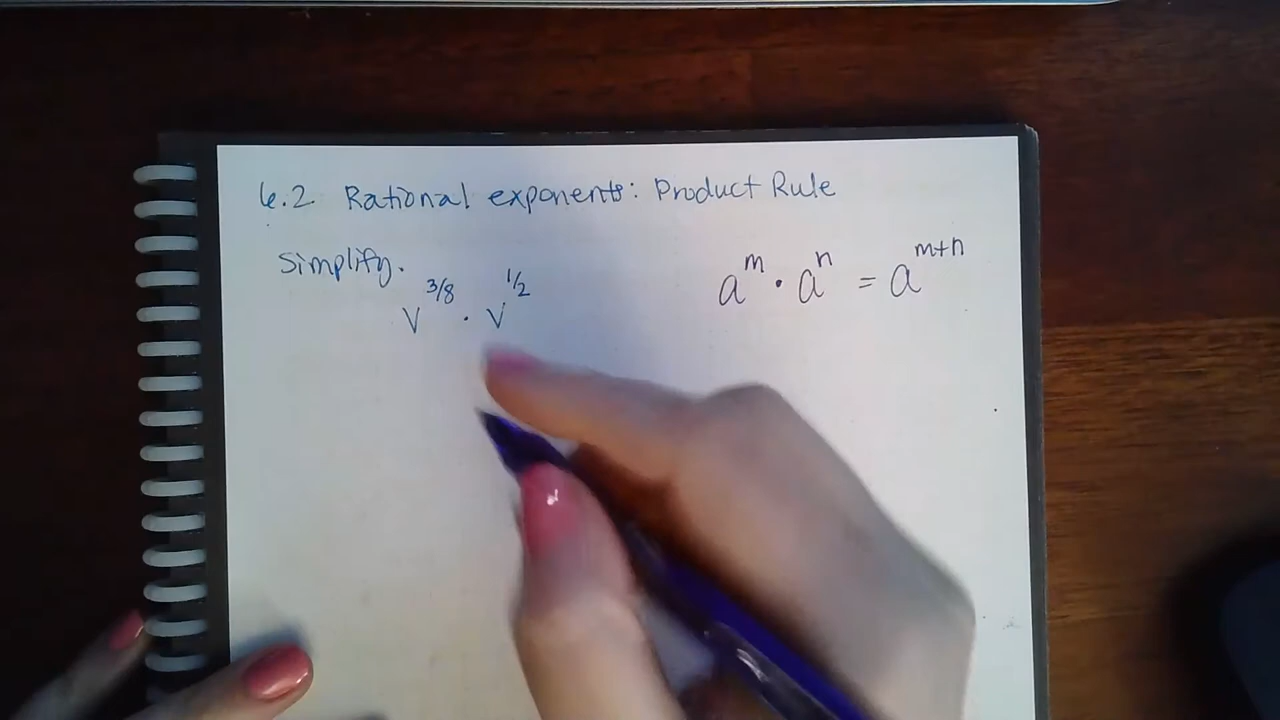 6.2 Rational exponents: Product Rule
Simplify.
v^3/8 · v^1/2
a^m · a^n = a^m+n